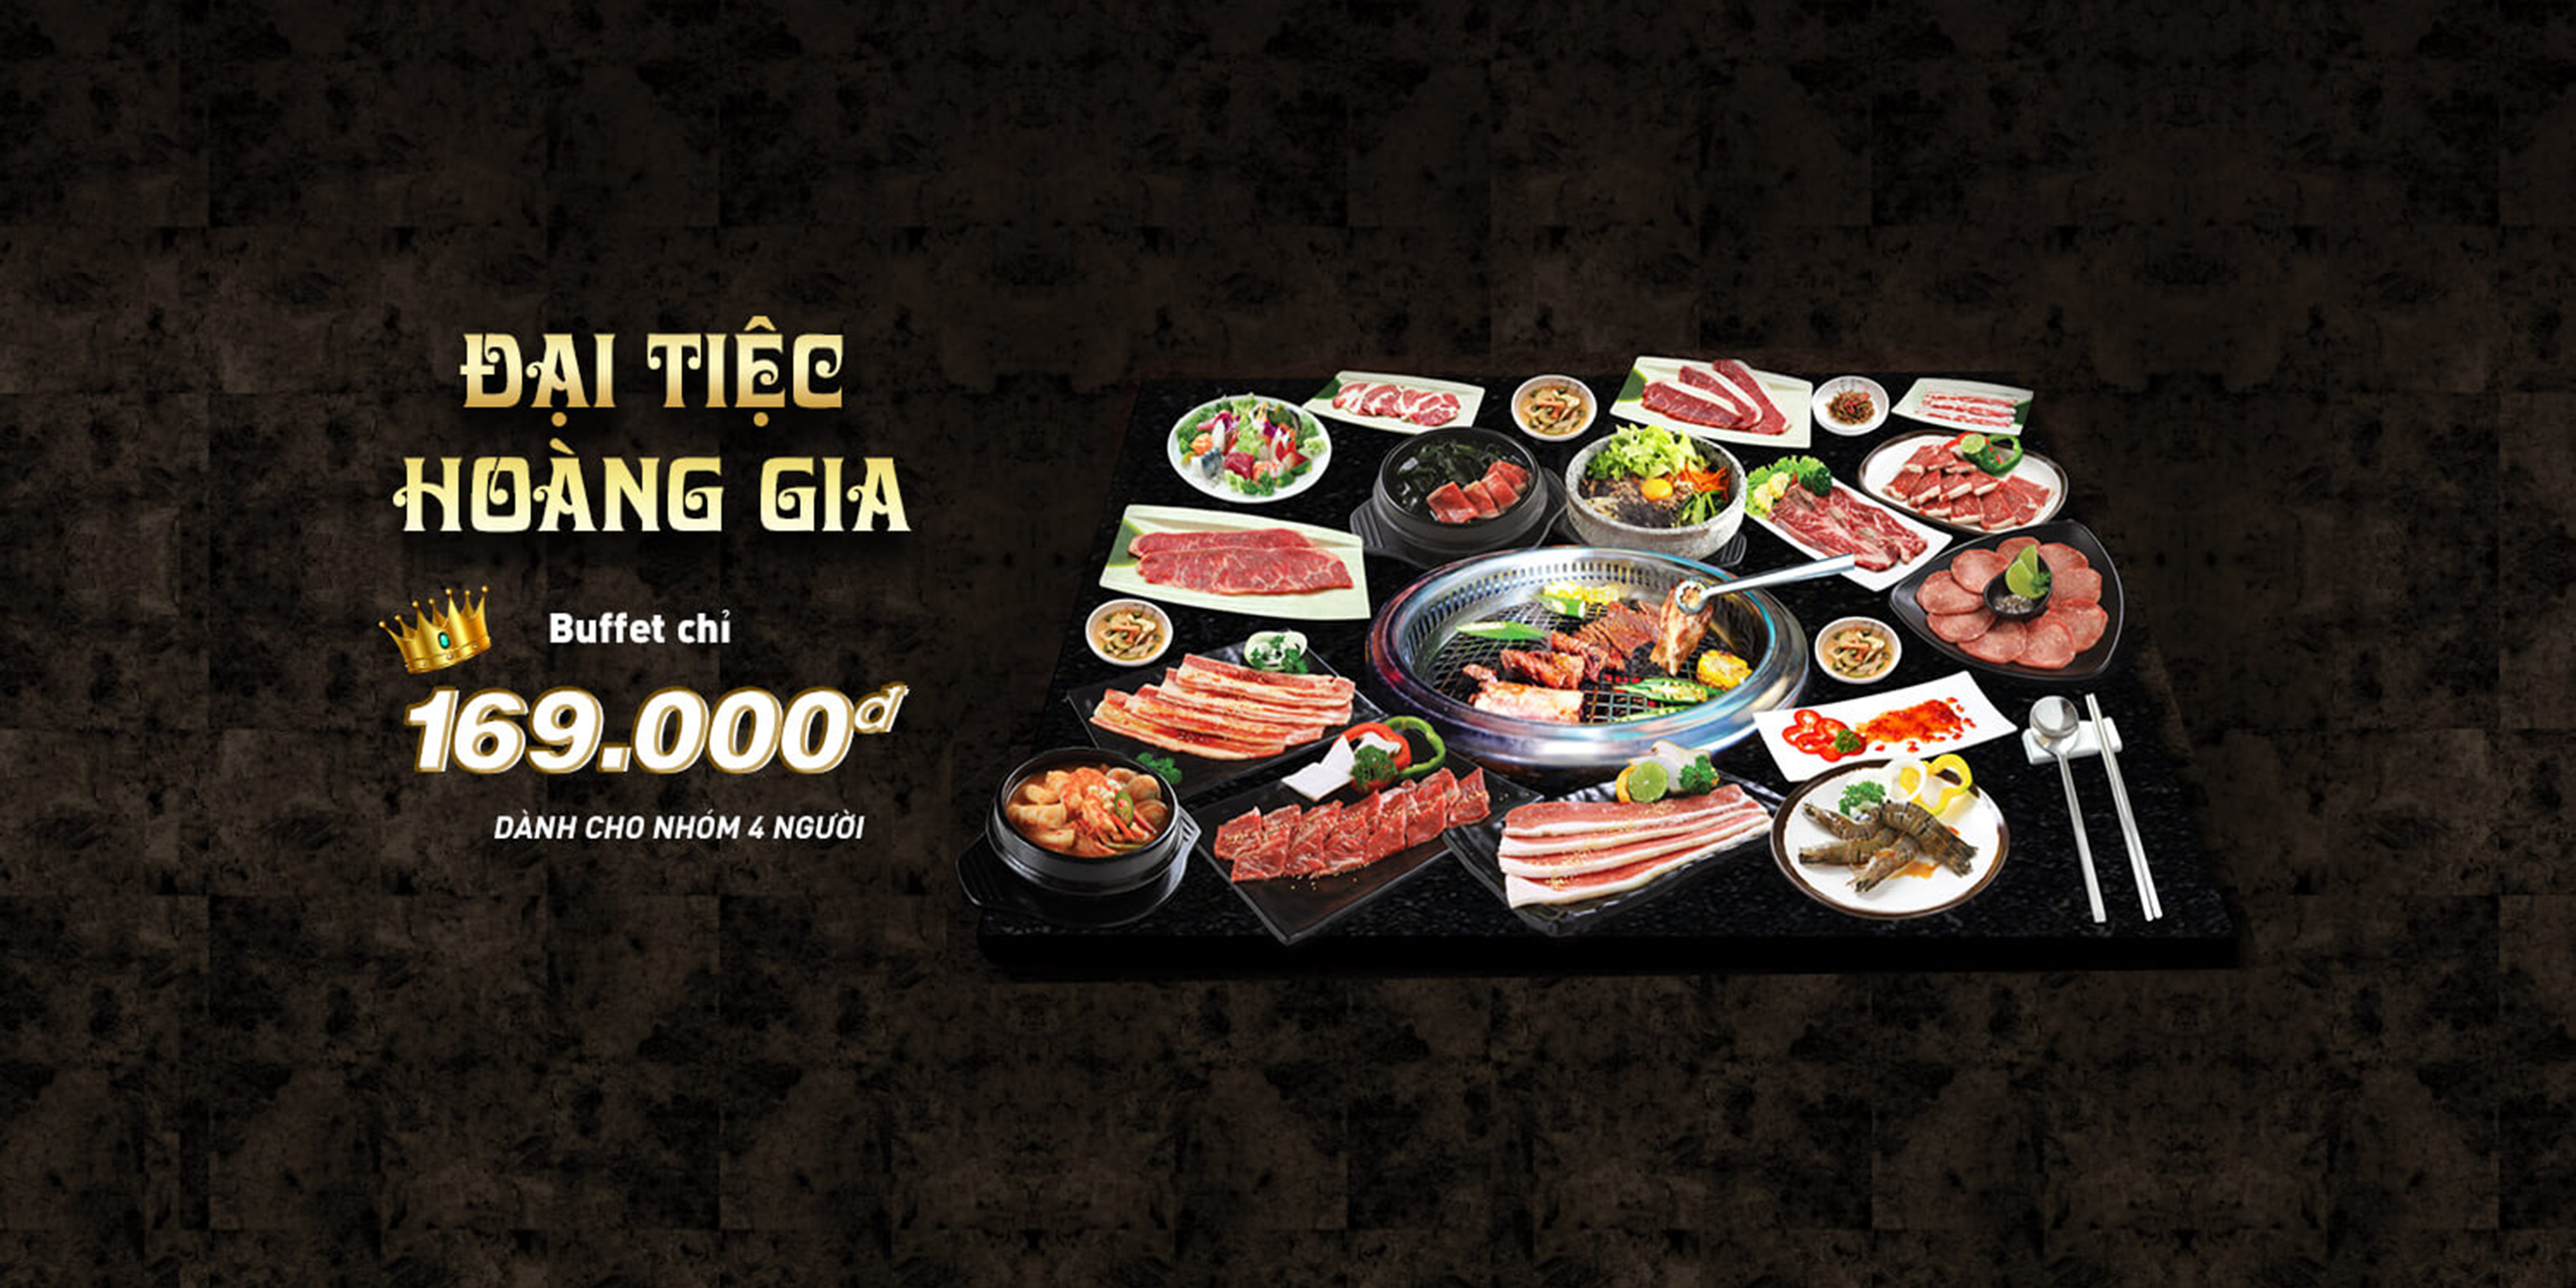 ĐẠI TIỆC
HOÀNG GIA
Buffet chỉ
169.000đ
DÀNH CHO NHÓM 4 NGƯỜI